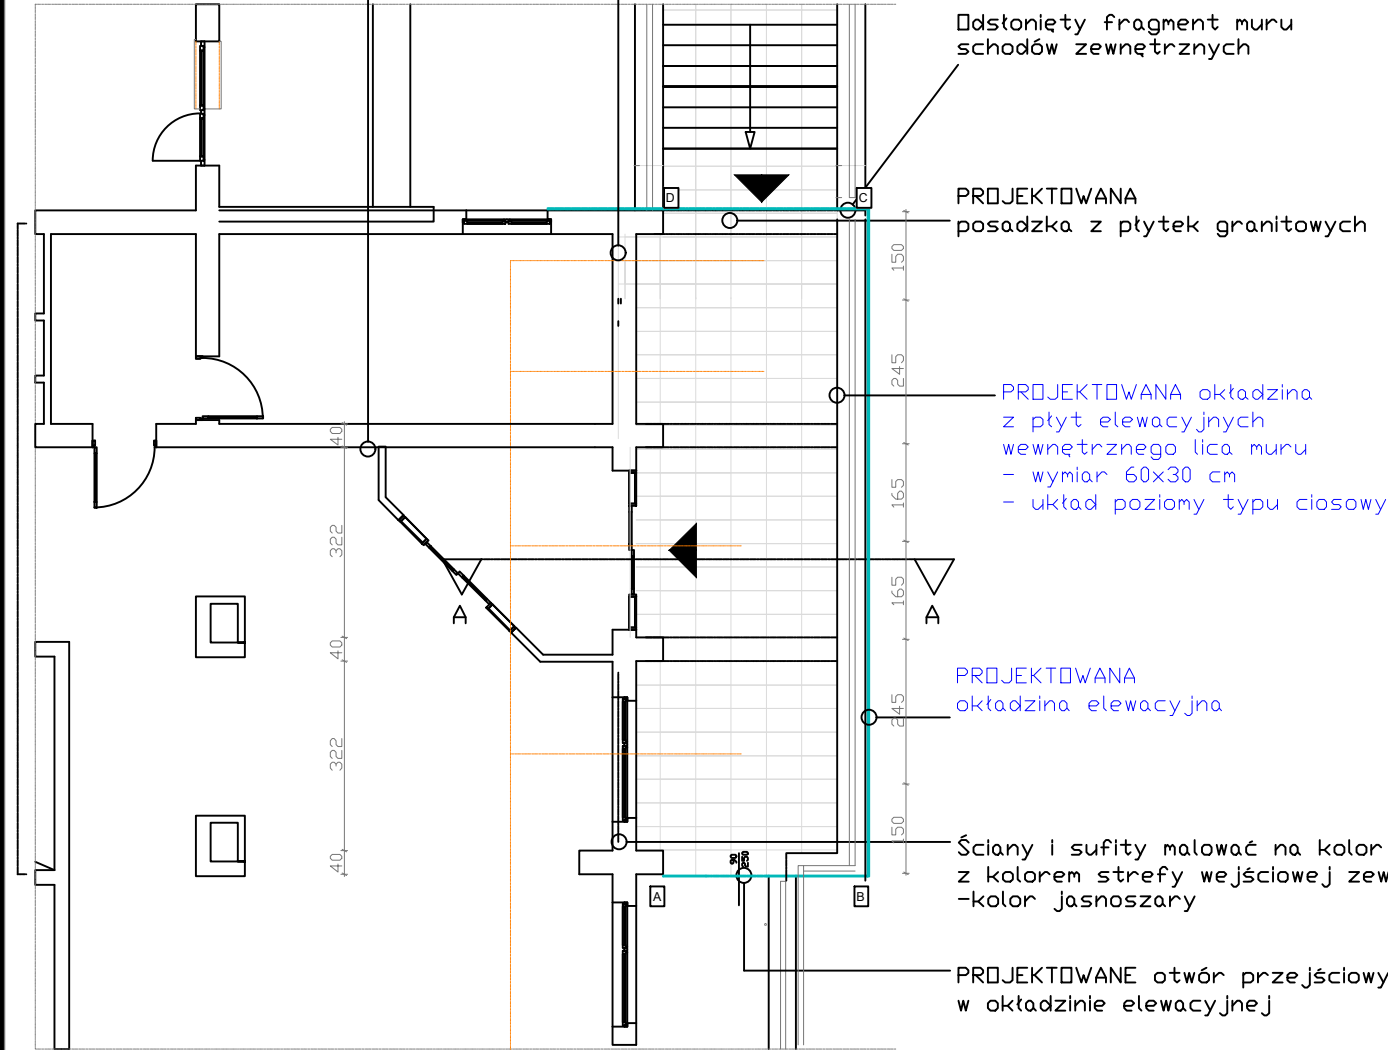 Odsłonięty fragment muru
schodów zewnętrznych
D
C
PROJEKTOWANA
posadzka z płytek granitowych
150
245
PROJEKTOWANA okładzina
z płyt elewacyjnych
wewnętrznego lica muru
- wymiar 60x30 cm
- układ poziomy typu ciosowy
40
165
322
165
A
A
40
PROJEKTOWANA
okładzina elewacyjna
245
322
150
Ściany i sufity malować na kolor
z kolorem strefy wejściowej zew
-kolor jasnoszary
40
90
250
A
B
PROJEKTOWANE otwór przejściowy
w okładzinie elewacyjnej